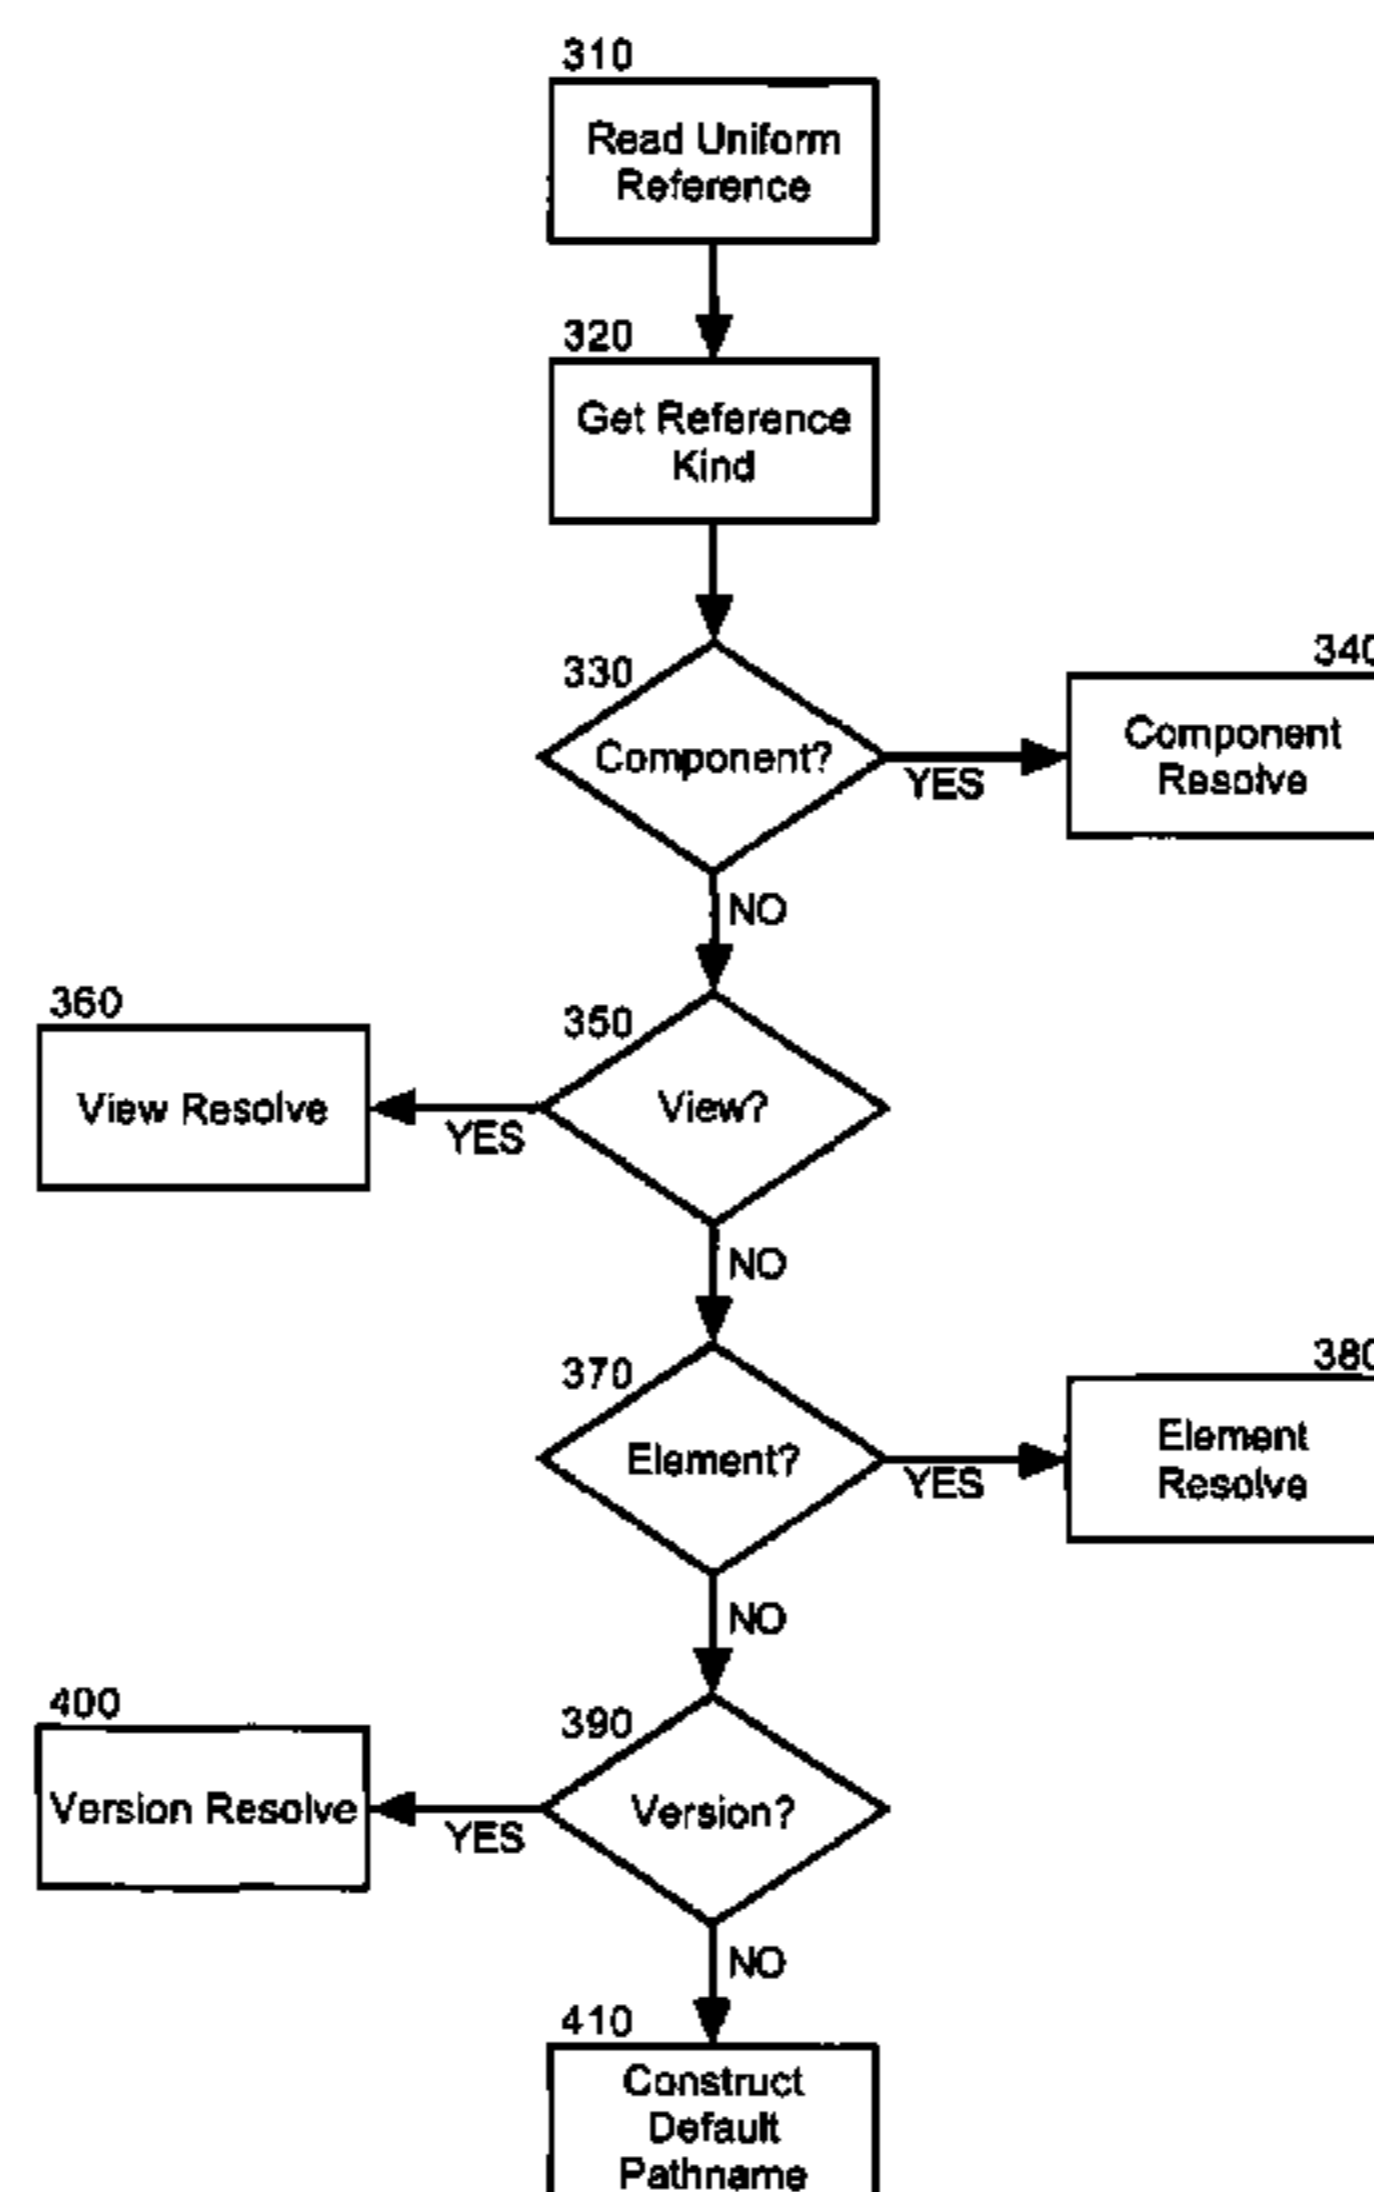 310
Read Uniform
Reference
320
Get Reference
Kind
330
Component?
YES
340
Component
Resolve
NO
360
View Resolve
350
View?
YES
NO
370
Element?
YES
380
Element
Resolve
NO
400
Version Resolve
390
Version?
YES
NO
410
Construct
Default
Pathname